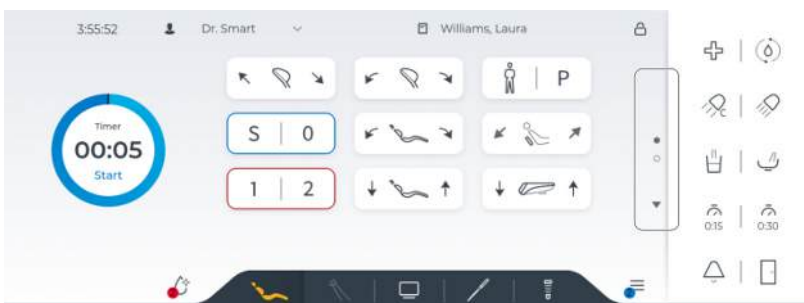 3:55:52 Dr. Smart Williams, Laura
P
Timer
00:05
Start
S 0
1 2
C
0:15 0:30